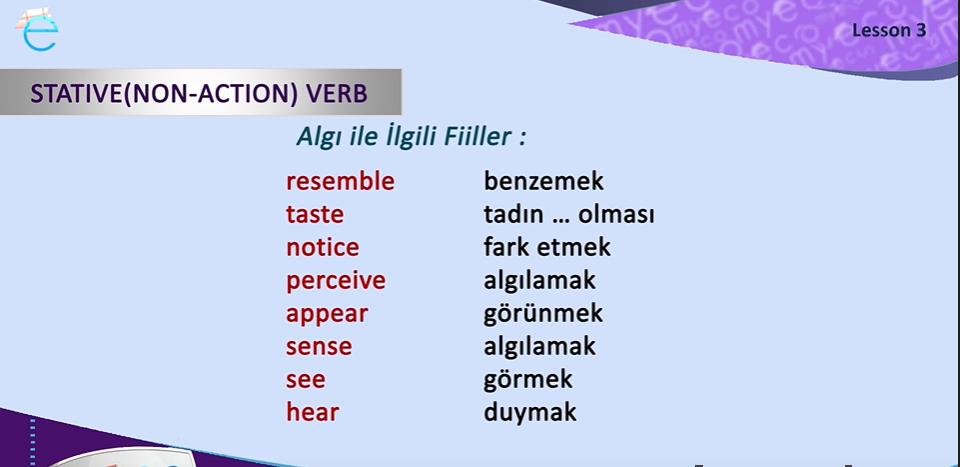 Lesson 3
STATIVE(NON-ACTION) VERB
Algı ile İlgili Fiiller :
resemble benzemek
taste tadın ... olması
notice fark etmek
perceive algılamak
appear görünmek
sense algılamak
see görmek
hear duymak